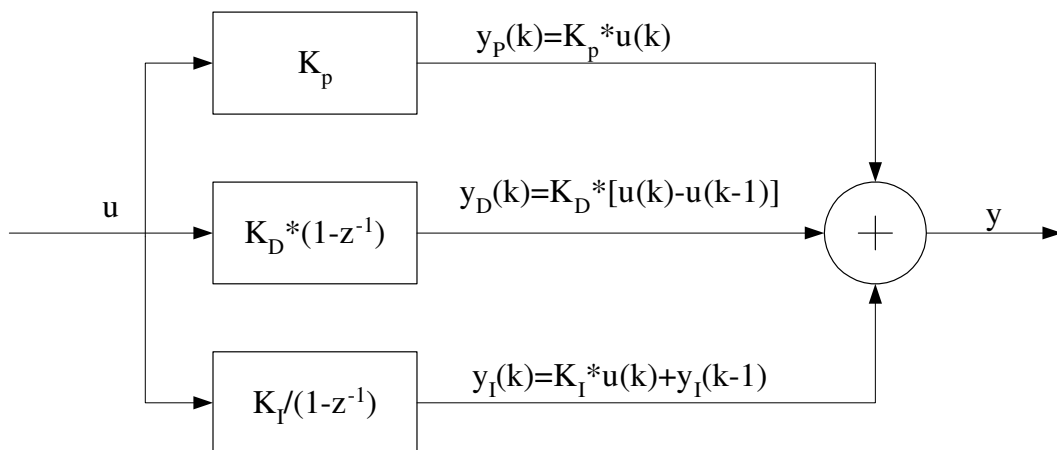 y_P(k)=K_p*u(k)
K_p
u
y_D(k)=K_D*[u(k)-u(k-1)]
K_D*(1-z^-1)
+
y
y_I(k)=K_I*u(k)+y_I(k-1)
K_I/(1-z^-1)